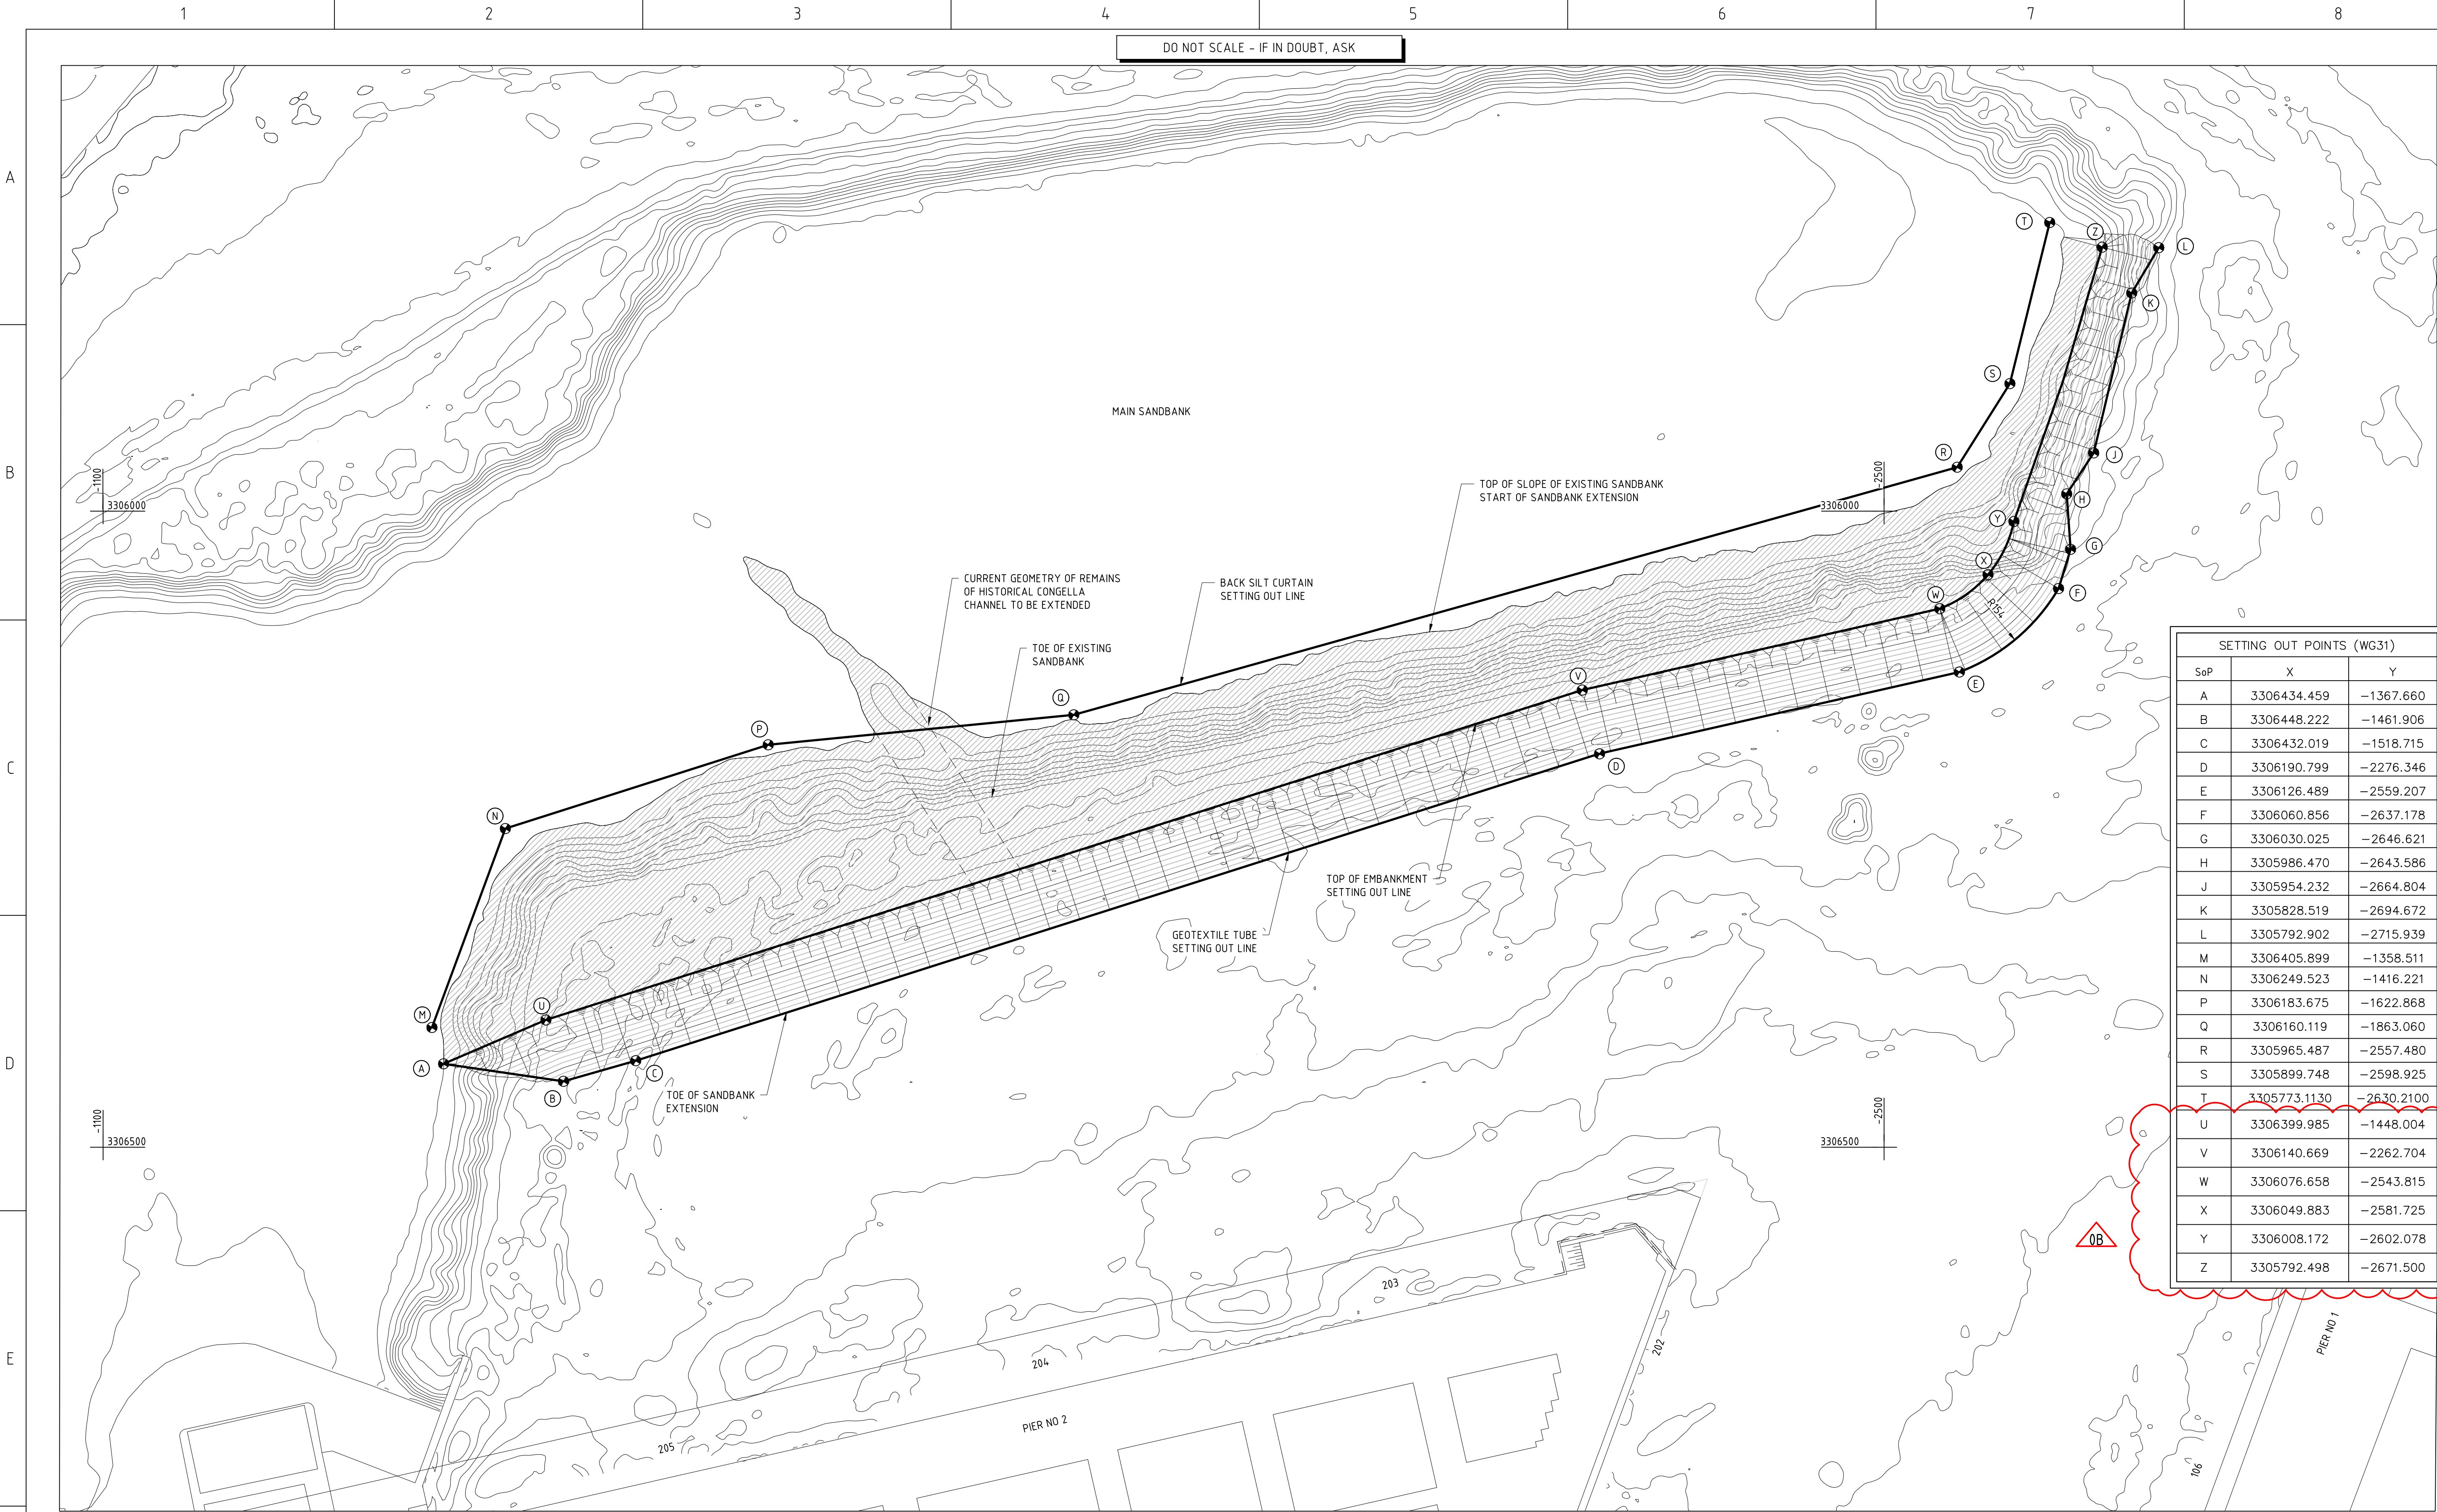 1 2 3 4 5 6 7 8
DO NOT SCALE - IF IN DOUBT, ASK
A
B
C
D
E
T
Z
L
K
S
MAIN SANDBANK
R
J
-1100
3306000
-2500
3306000
TOP OF SLOPE OF EXISTING SANDBANK
START OF SANDBANK EXTENSION
H
Y
G
X
F
W
R154
CURRENT GEOMETRY OF REMAINS
OF HISTORICAL CONGELLA
CHANNEL TO BE EXTENDED
BACK SILT CURTAIN
SETTING OUT LINE
TOE OF EXISTING
SANDBANK
V
E
Q
P
D
N
TOP OF EMBANKMENT
SETTING OUT LINE
GEOTEXTILE TUBE
SETTING OUT LINE
U
M
A
C
B
TOE OF SANDBANK
EXTENSION
-1100
3306500
-2500
3306500
SETTING OUT POINTS (WG31)
SoP X Y
A 3306434.459 -1367.660
B 3306448.222 -1461.906
C 3306432.019 -1518.715
D 3306190.799 -2276.346
E 3306126.489 -2559.207
F 3306060.856 -2637.178
G 3306030.025 -2646.621
H 3305986.470 -2643.586
J 3305954.232 -2664.804
K 3305828.519 -2694.672
L 3305792.902 -2715.939
M 3306405.899 -1358.511
N 3306249.523 -1416.221
P 3306183.675 -1622.868
Q 3306160.119 -1863.060
R 3305965.487 -2557.480
S 3305899.748 -2598.925
T 3305773.1130 -2630.2100
U 3306399.985 -1448.004
V 3306140.669 -2262.704
W 3306076.658 -2543.815
X 3306049.883 -2581.725
Y 3306008.172 -2602.078
Z 3305792.498 -2671.500
0B
203
202
204
205
PIER NO 2
PIER NO 1
106